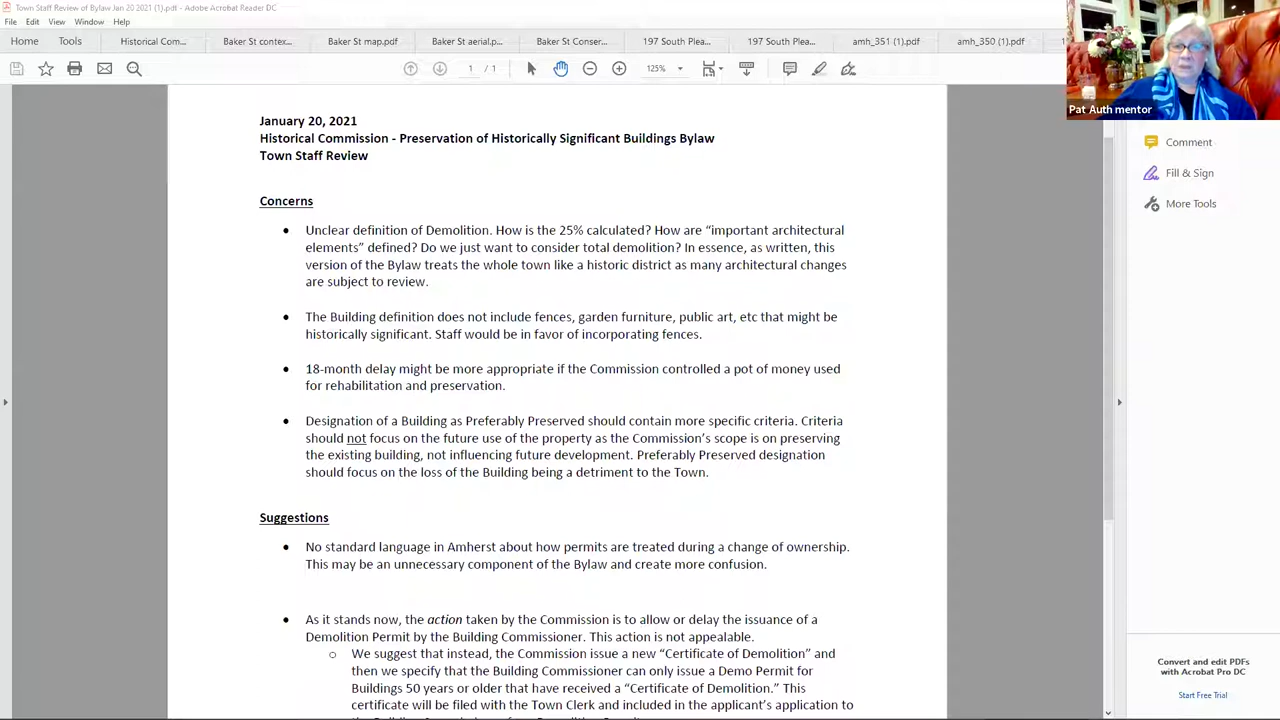 Town Staff Review of Bylaw Jan 20 2021 (1).pdf - Adobe Acrobat Reader DC
File Edit View Window Help
Home Tools Historical Com... Baker St contex... Baker St map.pdf St aerial.p... Baker St Conser... 197 South Plea... 197 South Plea... amh_351 (1).pdf amh_350 (1).pdf
1 / 1 125%
Pat Auth mentor
Comment
Fill & Sign
More Tools
January 20, 2021
Historical Commission - Preservation of Historically Significant Buildings Bylaw
Town Staff Review
Concerns
• Unclear definition of Demolition. How is the 25% calculated? How are “important architectural
elements” defined? Do we just want to consider total demolition? In essence, as written, this
version of the Bylaw treats the whole town like a historic district as many architectural changes
are subject to review.
• The Building definition does not include fences, garden furniture, public art, etc that might be
historically significant. Staff would be in favor of incorporating fences.
• 18-month delay might be more appropriate if the Commission controlled a pot of money used
for rehabilitation and preservation.
• Designation of a Building as Preferably Preserved should contain more specific criteria. Criteria
should not focus on the future use of the property as the Commission’s scope is on preserving
the existing building, not influencing future development. Preferably Preserved designation
should focus on the loss of the Building being a detriment to the Town.
Suggestions
• No standard language in Amherst about how permits are treated during a change of ownership.
This may be an unnecessary component of the Bylaw and create more confusion.
• As it stands now, the action taken by the Commission is to allow or delay the issuance of a
Demolition Permit by the Building Commissioner. This action is not appealable.
o We suggest that instead, the Commission issue a new “Certificate of Demolition” and
then we specify that the Building Commissioner can only issue a Demo Permit for
Buildings 50 years or older that have received a “Certificate of Demolition.” This
certificate will be filed with the Town Clerk and included in the applicant’s application to
Convert and edit PDFs
with Acrobat Pro DC
Start Free Trial